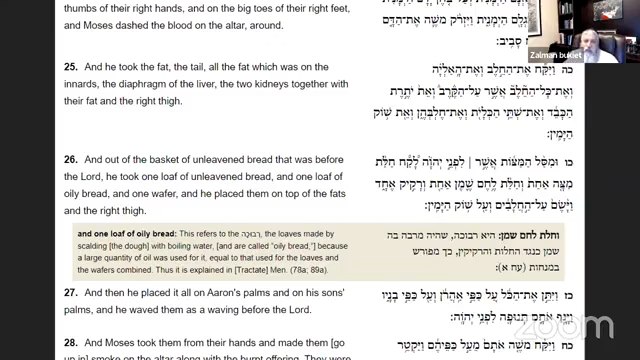 thumbs of their right hands, and on the big toes of their right feet,
and Moses dashed the blood on the altar, around.
רַגְלָם הַיְמָנִית וַיִּזְרֹק מֹשֶׁה אֶת־הַדָּם
סָבִיב:
25. And he took the fat, the tail, all the fat which was on the
innards, the diaphragm of the liver, the two kidneys together with
their fat and the right thigh.
כה וַיִּקַּח אֶת־הַחֵלֶב וְאֶת־הָאַלְיָה
וְאֶת־כָּל־הַחֵלֶב אֲשֶׁר עַל־הַקֶּרֶב וְאֵת יֹתֶרֶת
הַכָּבֵד וְאֶת־שְׁתֵּי הַכְּלָיֹת וְאֶת־חֶלְבְּהֶן וְאֵת שׁוֹק
הַיָּמִין:
26. And out of the basket of unleavened bread that was before
the Lord, he took one loaf of unleavened bread, and one loaf of
oily bread, and one wafer, and he placed them on top of the fats
and the right thigh.
כו וּמִסַּל הַמַּצּוֹת אֲשֶׁר | לִפְנֵי יְהֹוָה לָקַח חַלַּת
מַצָּה אַחַת וְחַלַּת לֶחֶם שֶׁמֶן אַחַת וְרָקִיק אֶחָד
וַיָּשֶׂם עַל־הַחֲלָבִים וְעַל שׁוֹק הַיָּמִין:
and one loaf of oily bread: This refers to the רְבוּכָה, the loaves made by
scalding [the dough] with boiling water, [and are called “oily bread,”] because
a large quantity of oil was used for it, equal to that used for the loaves and
the wafers combined. Thus it is explained in [Tractate] Men. (78a; 89a).
וחלת לחם שמן: היא רבוכה, שהיה מרבה בה
שמן כנגד החלות והרקיקין, כך מפורש
במנחות (עח א):
27. And then he placed it all on Aaron's palms and on his sons'
palms, and he waved them as a waving before the Lord.
כז וַיִּתֵּן אֶת־הַכֹּל עַל כַּפֵּי אַהֲרֹן וְעַל כַּפֵּי בָנָיו
וַיָּנֶף אֹתָם תְּנוּפָה לִפְנֵי יְהֹוָה:
28. And Moses took them from their hands and made them [go
up in] smoke on the altar along with the burnt offering. They were
כח וַיִּקַּח מֹשֶׁה אֹתָם מֵעַל כַּפֵּיהֶם וַיַּקְטֵר
Zalman bukiet
zoom